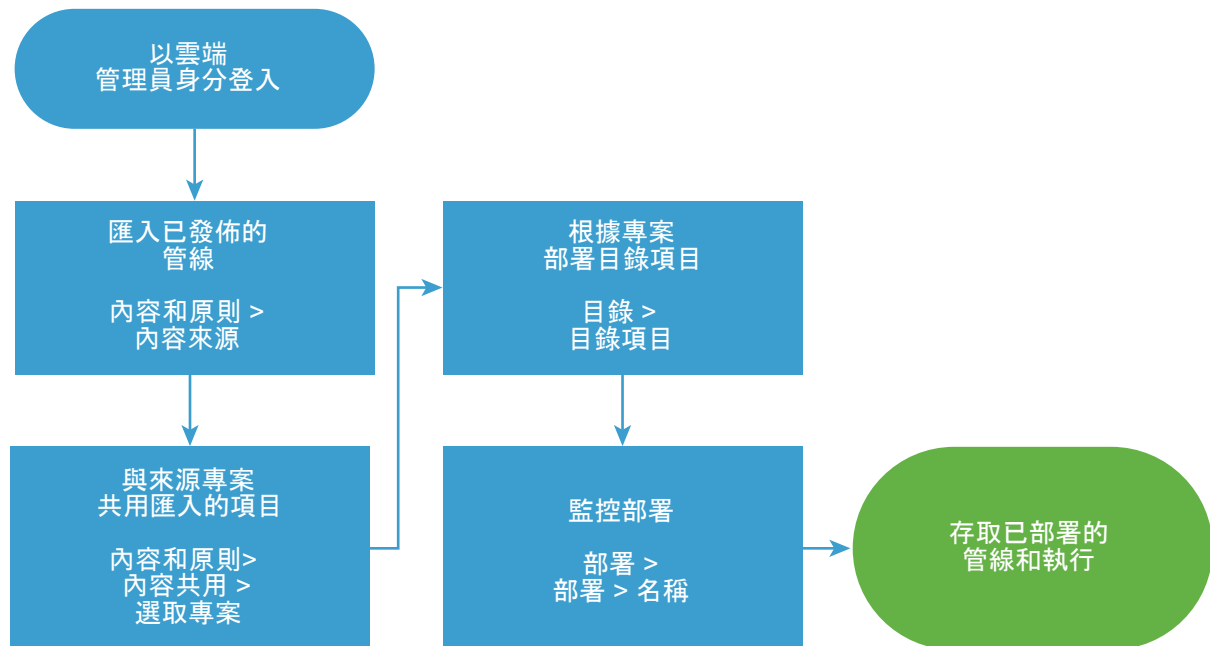 以雲端
管理員身分登入
匯入已發佈的
管線
內容和原則 >
內容來源
與來源專案
共用匯入的項目
內容和原則>
內容共用 >
選取專案
根據專案
部署目錄項目
目錄 >
目錄項目
監控部署
部署 >
部署 > 名稱
存取已部署的
管線和執行